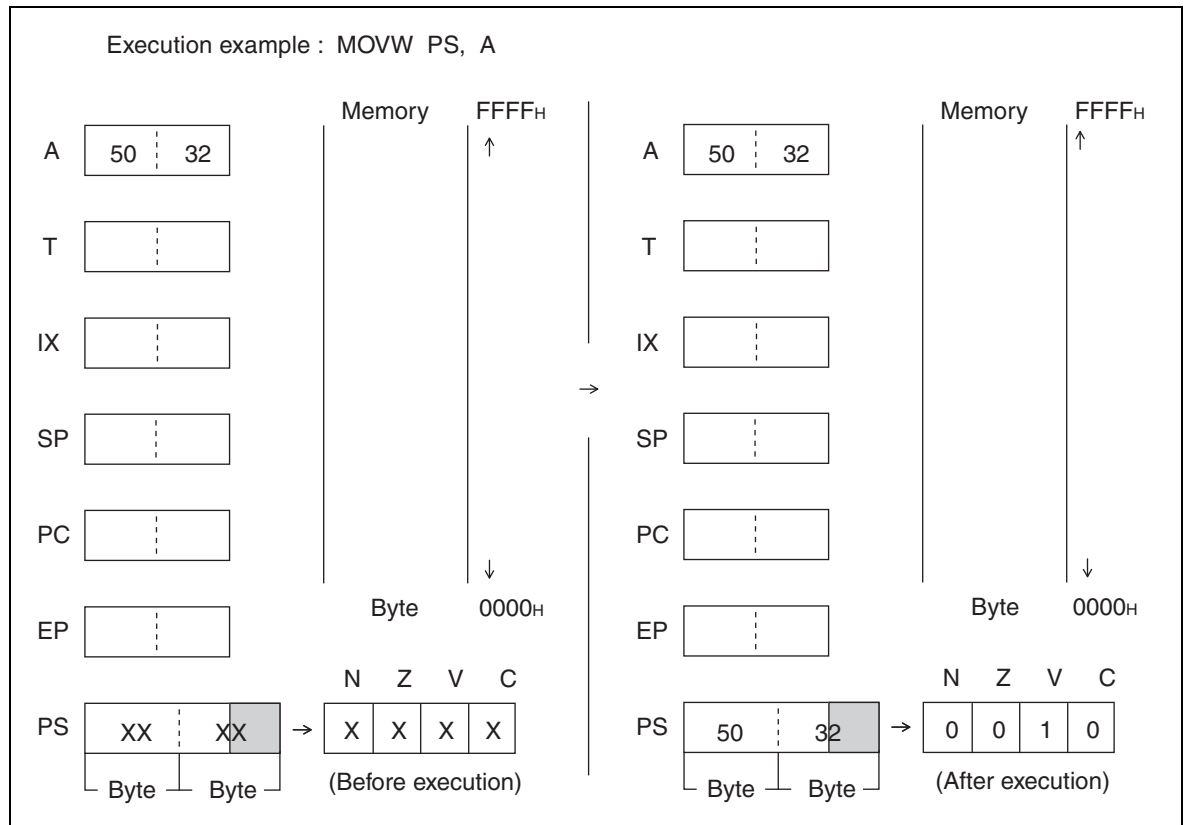 Execution example : MOVW PS, A
Memory FFFFH
↑
A 50 32
T
IX
SP
PC
↓
Byte 0000H
EP
N Z V C
PS XX XX → X X X X
Byte Byte (Before execution)
→
Memory FFFFH
↑
A 50 32
T
IX
SP
PC
↓
Byte 0000H
EP
N Z V C
PS 50 32 → 0 0 1 0
Byte Byte (After execution)